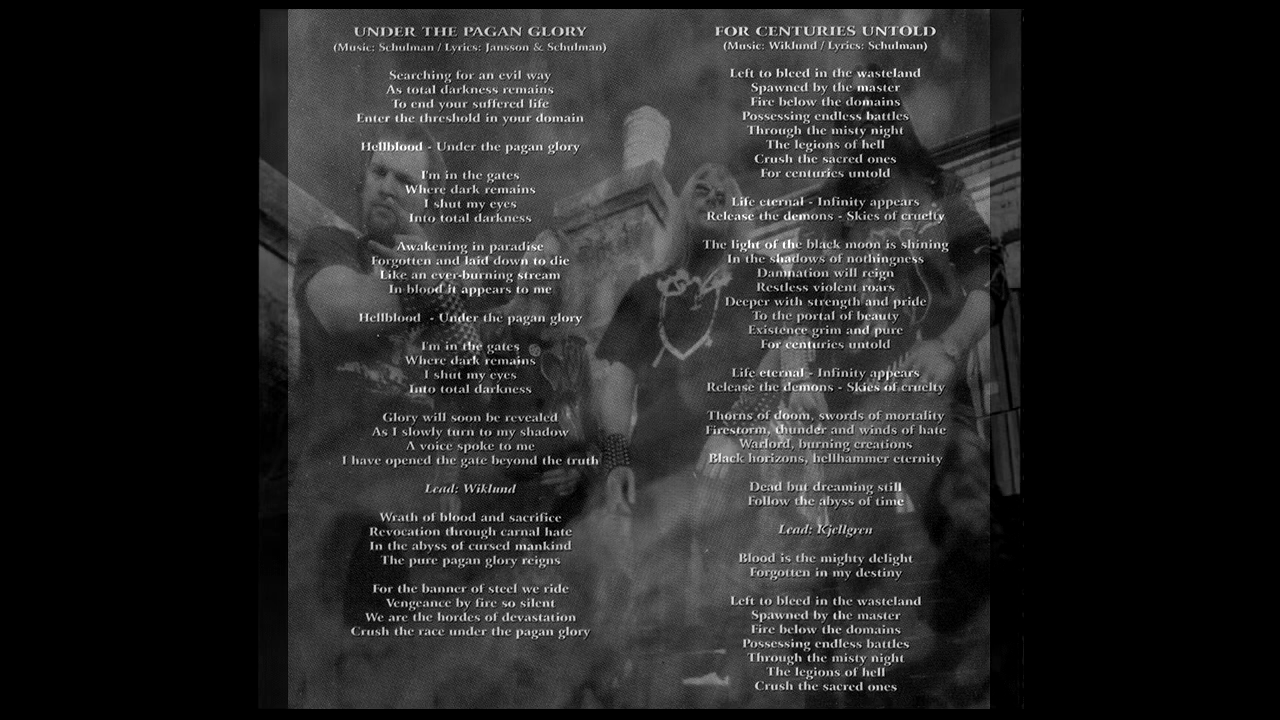 UNDER THE PAGAN GLORY
(Music: Schulman / Lyrics: Jansson & Schulman)
Searching for an evil way
As total darkness remains
To end your suffered life
Enter the threshold in your domain
Hellblood - Under the pagan glory
I'm in the gates
Where dark remains
I shut my eyes
Into total darkness
Awakening in paradise
Forgotten and laid down to die
Like an ever-burning stream
In blood it appears to me
Hellblood - Under the pagan glory
I'm in the gates
Where dark remains
I shut my eyes
Into total darkness
Glory will soon be revealed
As I slowly turn to my shadow
A voice spoke to me
I have opened the gate beyond the truth
Lead: Wiklund
Wrath of blood and sacrifice
Revocation through carnal hate
In the abyss of cursed mankind
The pure pagan glory reigns
For the banner of steel we ride
Vengeance by fire so silent
We are the hordes of devastation
Crush the race under the pagan glory
FOR CENTURIES UNTOLD
(Music: Wiklund / Lyrics: Schulman)
Left to bleed in the wasteland
Spawned by the master
Fire below the domains
Possessing endless battles
Through the misty night
The legions of hell
Crush the sacred ones
For centuries untold
Life eternal - Infinity appears
Release the demons - Skies of cruelty
The light of the black moon is shining
In the shadows of nothingness
Damnation will reign
Restless violent roars
Deeper with strength and pride
To the portal of beauty
Existence grim and pure
For centuries untold
Life eternal - Infinity appears
Release the demons - Skies of cruelty
Thorns of doom, swords of mortality
Firestorm, thunder and winds of hate
Warlord, burning creations
Black horizons, hellhammer eternity
Dead but dreaming still
Follow the abyss of time
Lead: Kjellgren
Blood is the mighty delight
Forgotten in my destiny
Left to bleed in the wasteland
Spawned by the master
Fire below the domains
Possessing endless battles
Through the misty night
The legions of hell
Crush the sacred ones